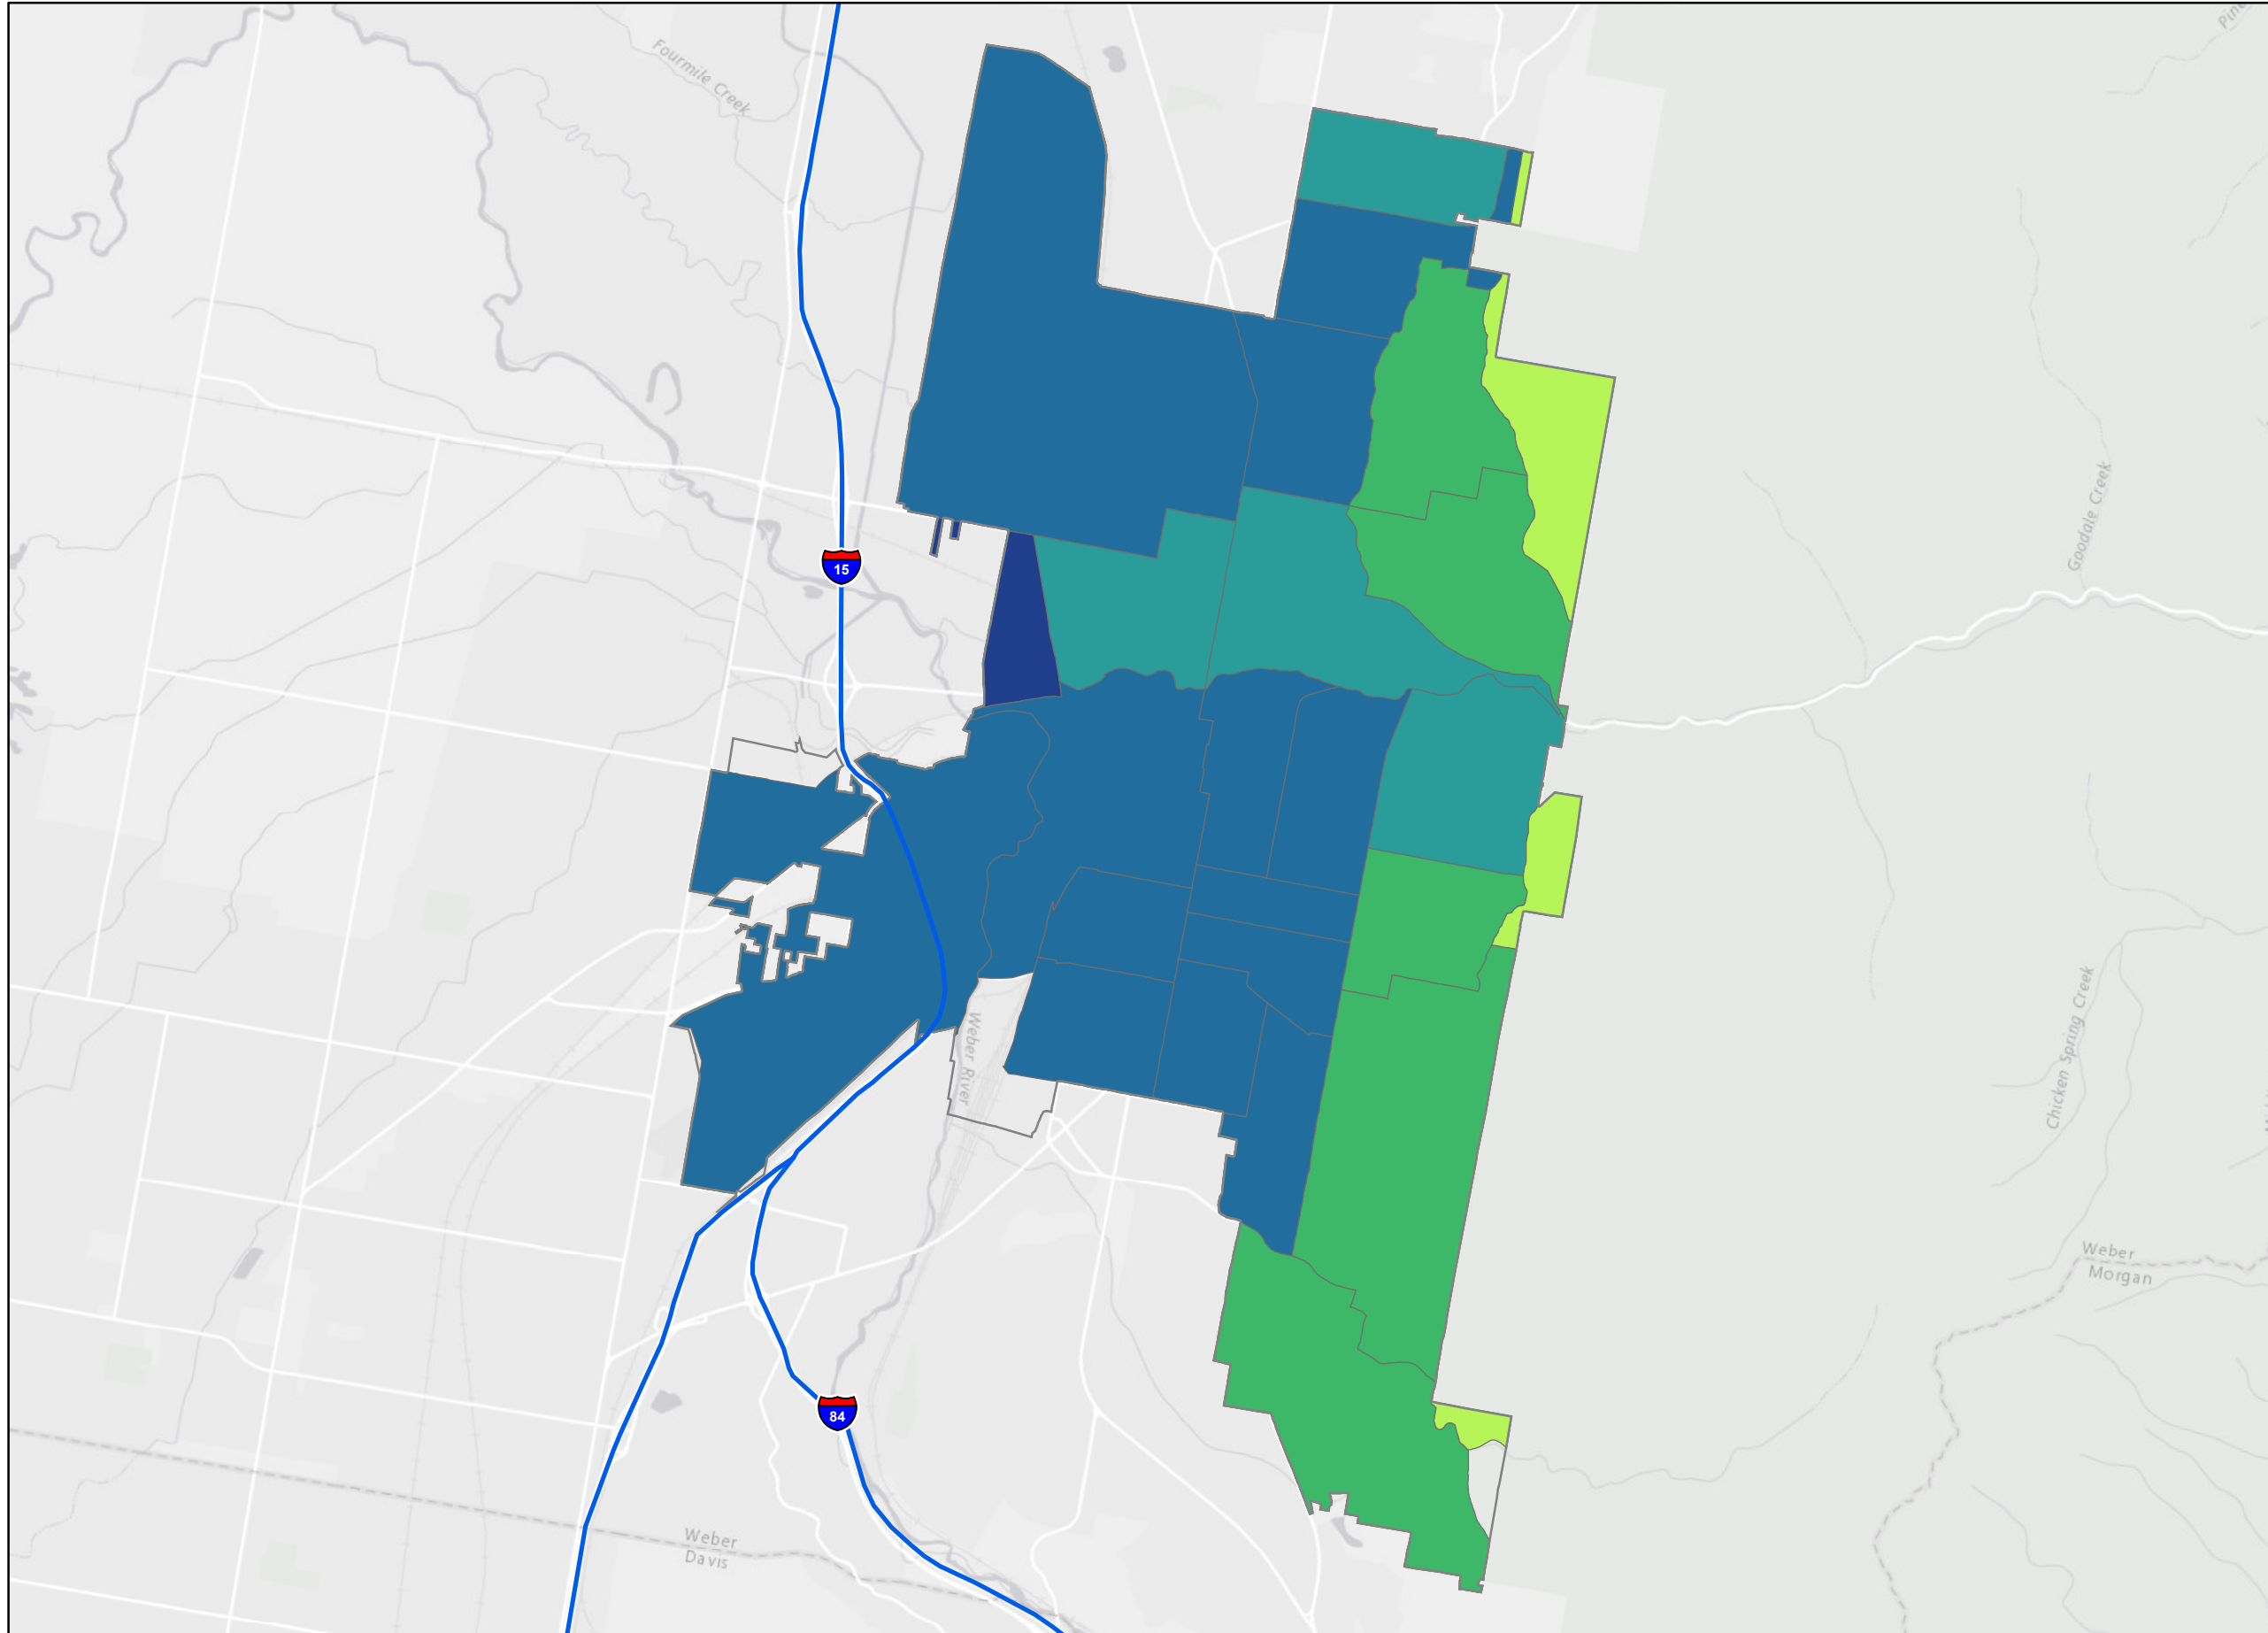 Fourmile Creek
Goodale Creek
15
Weber River
Chicken Spring Creek
Weber
Morgan
84
Weber
Davis